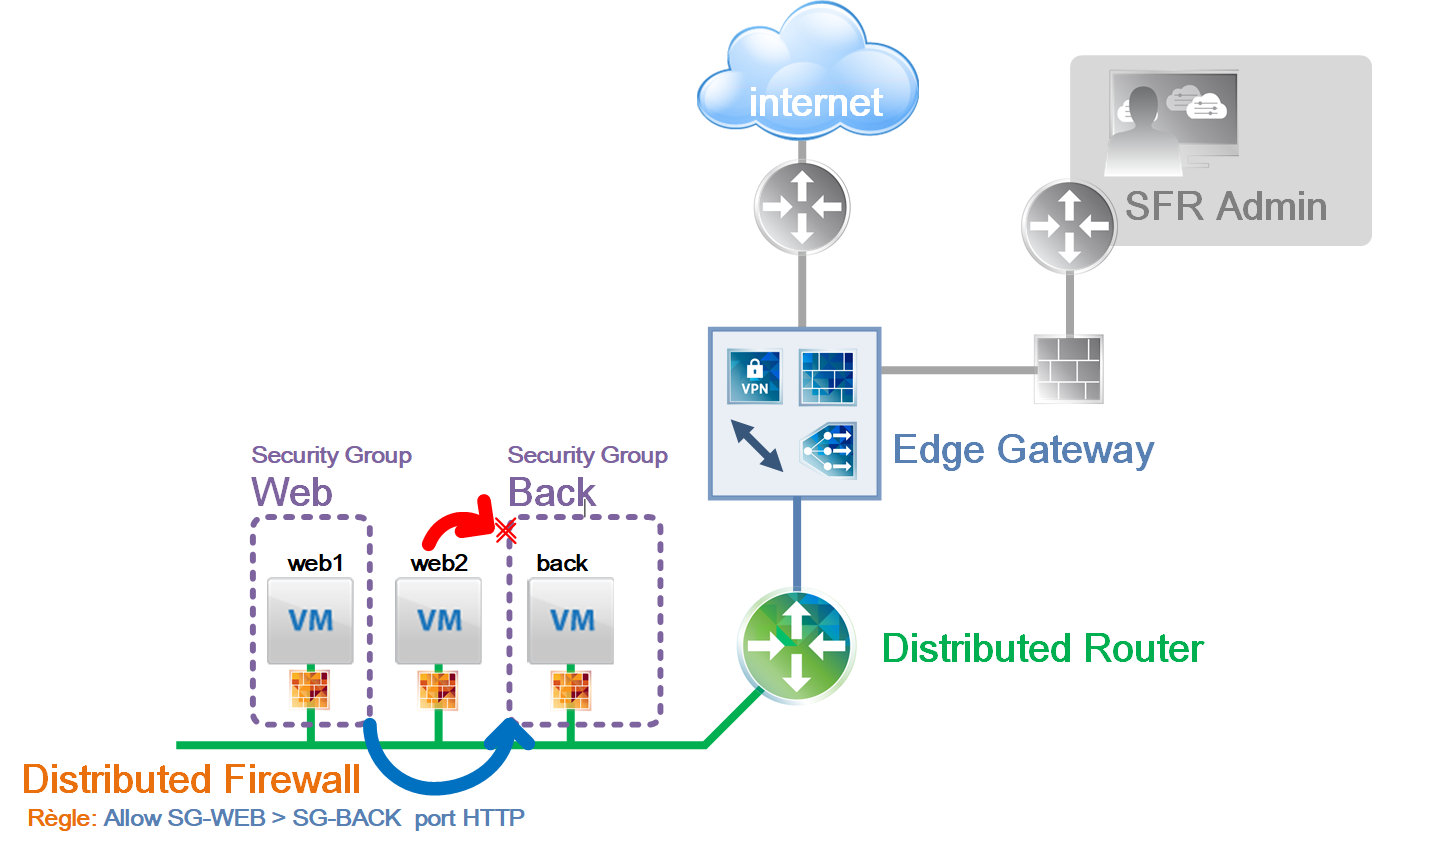 internet
SFR Admin
VPN
Edge Gateway
Security Group
Web
Security Group
Back
web1
web2
back
VM
VM
VM
Distributed Router
Distributed Firewall
Règle: Allow SG-WEB > SG-BACK  port HTTP